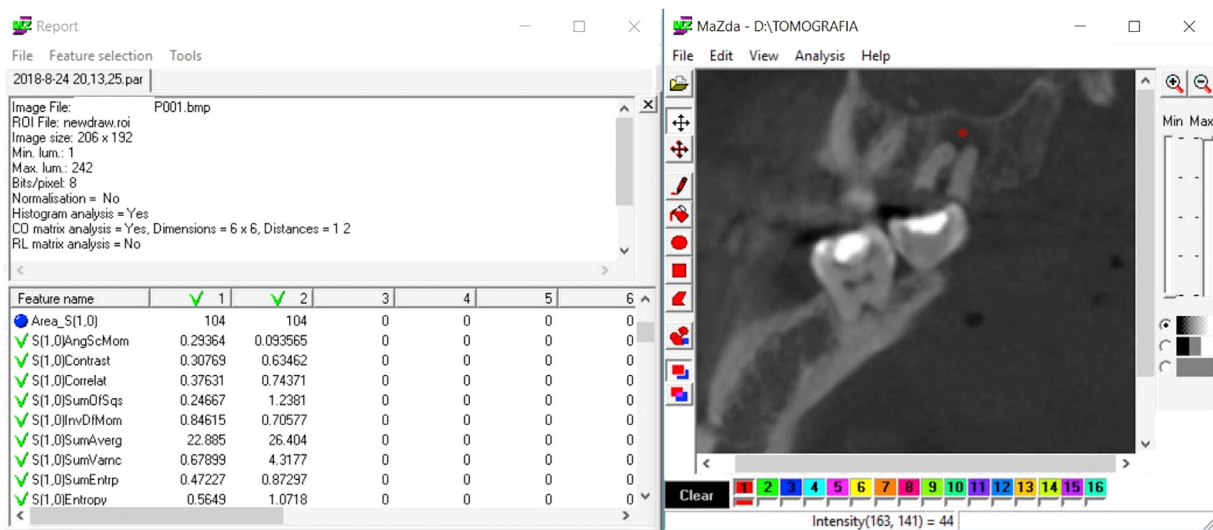 Report
File Feature selection Tools
2018-8-24 20,13,25.par
Image File: P001.bmp
ROI File: newdraw.roi
Image size: 206 x 192
Min. lum.: 1
Max. lum.: 242
Bits/pixel: 8
Normalisation = No
Histogram analysis = Yes
CO matrix analysis = Yes, Dimensions = 6 x 6, Distances = 1 2
RL matrix analysis = No
Feature name 1 2 3 4 5 6
Area_S(1,0) 104 104 0 0 0 0
S(1,0)AngScMom 0.29364 0.093565 0 0 0 0
S(1,0)Contrast 0.30769 0.63462 0 0 0 0
S(1,0)Correlat 0.37631 0.74371 0 0 0 0
S(1,0)SumOfSqs 0.24667 1.2381 0 0 0 0
S(1,0)InvDfMom 0.84615 0.70577 0 0 0 0
S(1,0)SumAverg 22.885 26.404 0 0 0 0
S(1,0)SumVarnc 0.67899 4.3177 0 0 0 0
S(1,0)SumEntrp 0.47227 0.87297 0 0 0 0
S(1,0)Entropy 0.5649 1.0718 0 0 0 0
MaZda - D:\TOMOGRAFIA
File Edit View Analysis Help
Min Max
Clear 1 2 3 4 5 6 7 8 9 10 11 12 13 14 15 16
Intensity(163, 141) = 44